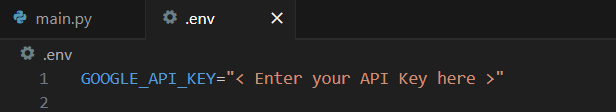 main.py
.env
.env
1 GOOGLE_API_KEY="< Enter your API Key here >"
2